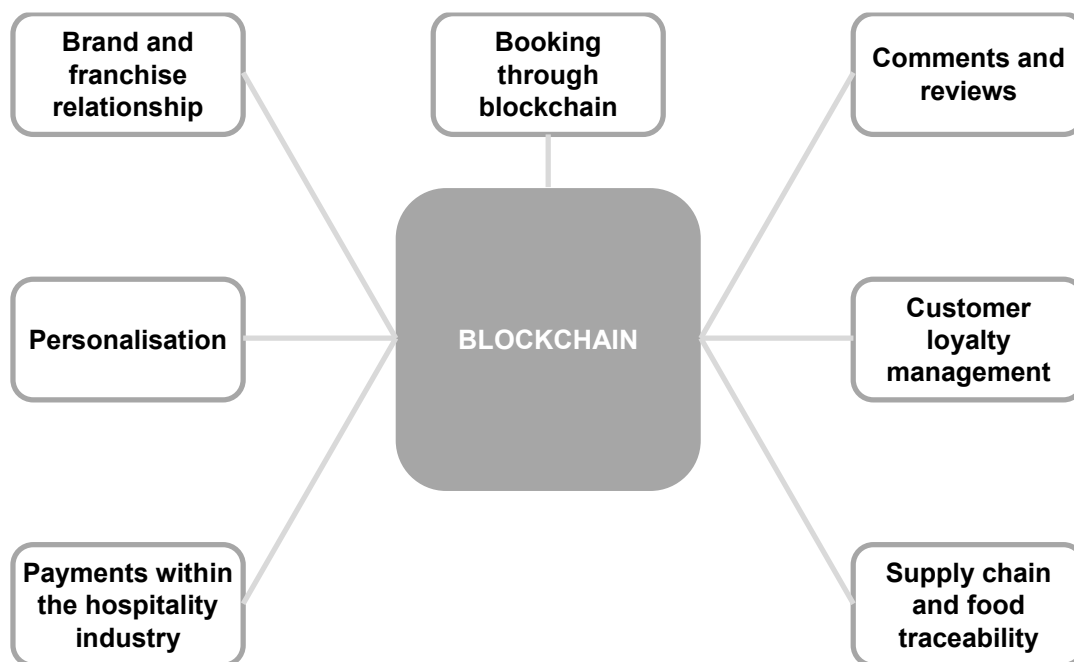 Brand and
franchise
relationship
Booking
through
blockchain
Comments and
reviews
Personalisation
BLOCKCHAIN
Customer
loyalty
management
Payments within
the hospitality
industry
Supply chain
and food
traceability